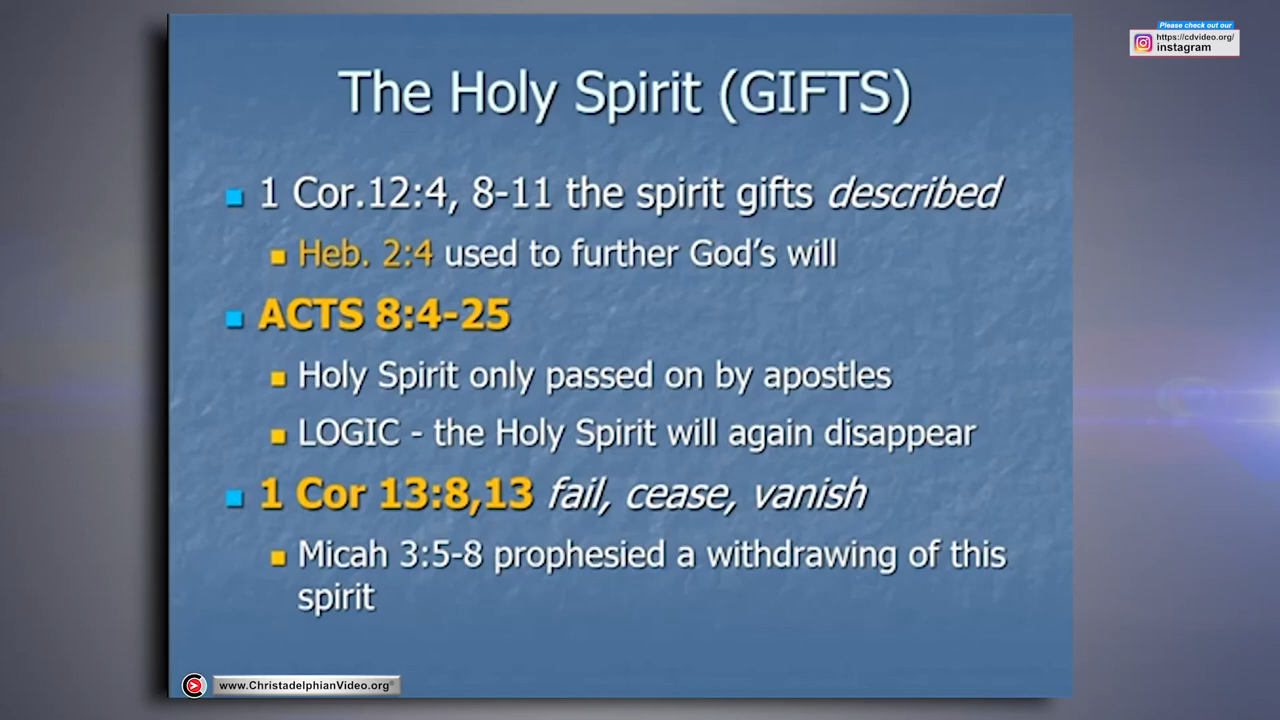 Please check out our
https://cdvideo.org/
instagram
The Holy Spirit (GIFTS)
1 Cor.12:4, 8-11 the spirit gifts described
Heb. 2:4 used to further God's will
ACTS 8:4-25
Holy Spirit only passed on by apostles
LOGIC - the Holy Spirit will again disappear
1 Cor 13:8,13 fail, cease, vanish
Micah 3:5-8 prophesied a withdrawing of this
spirit
www.ChristadelphianVideo.org®